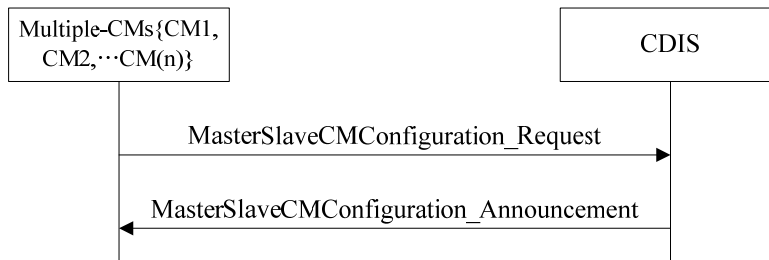 Multiple-CMs{CM1,
CM2,⋯CM(n)}
CDIS
MasterSlaveCMConfiguration_Request
MasterSlaveCMConfiguration_Announcement